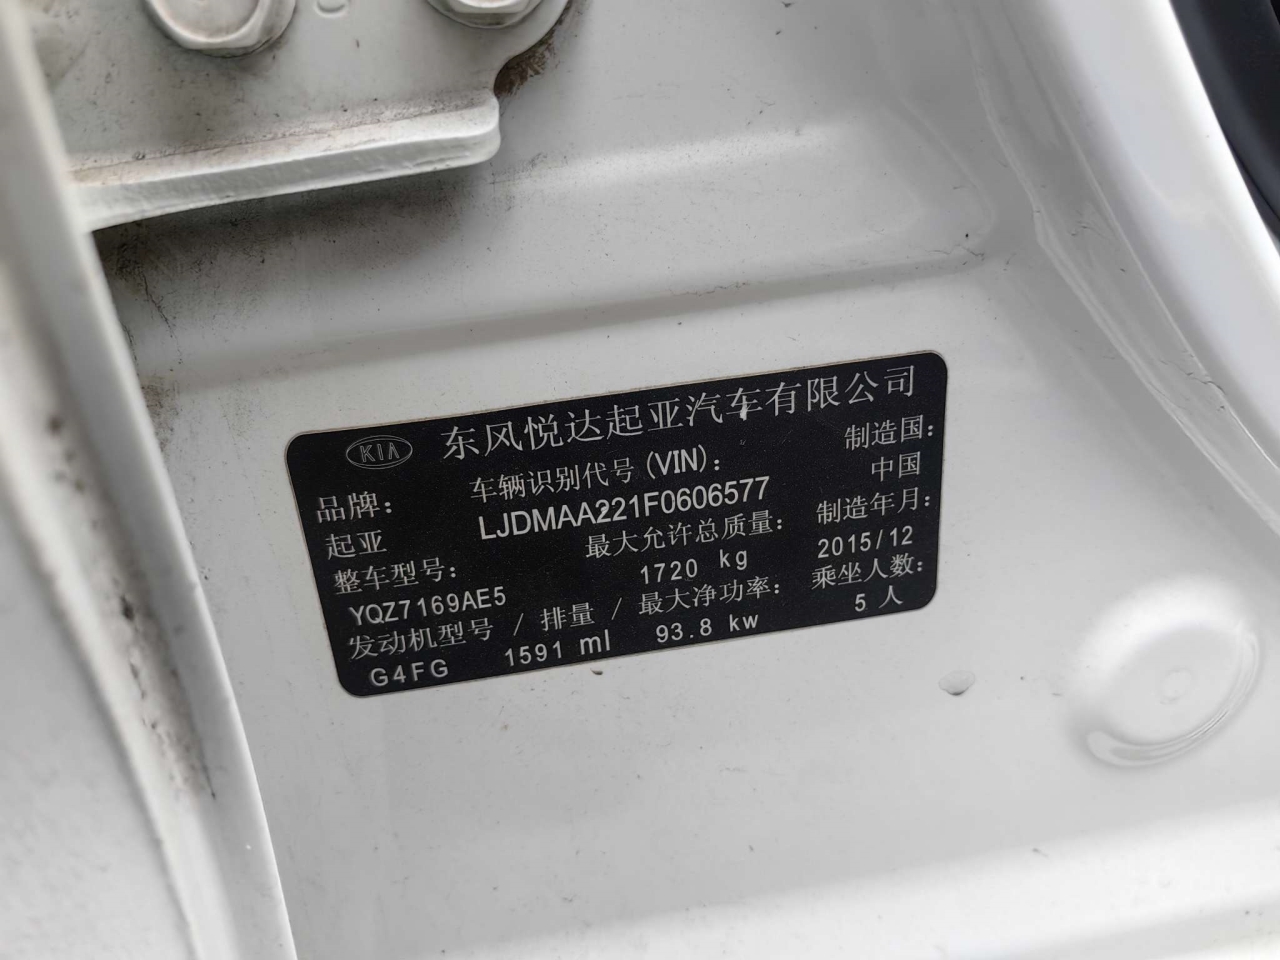 KIA 东风悦达起亚汽车有限公司
品牌： 车辆识别代号(VIN)： 制造国：
起亚 LJDMAA221F0606577 中国
整车型号： 最大允许总质量： 制造年月：
YQZ7169AE5 1720 kg 2015/12
发动机型号 / 排量 / 最大净功率： 乘坐人数：
G4FG 1591 ml 93.8 kw 5 人